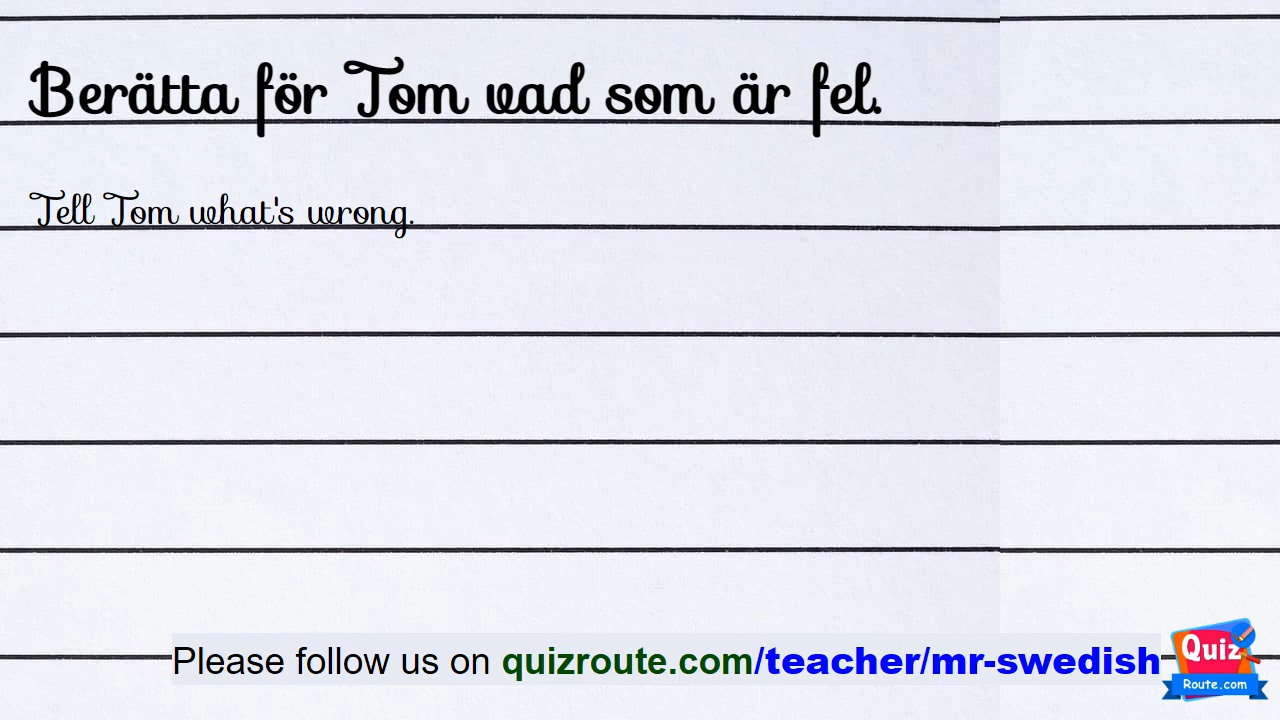 Berätta för Tom vad som är fel.
Tell Tom what's wrong.
Please follow us on quizroute.com/teacher/mr-swedish
Quiz
Route.com